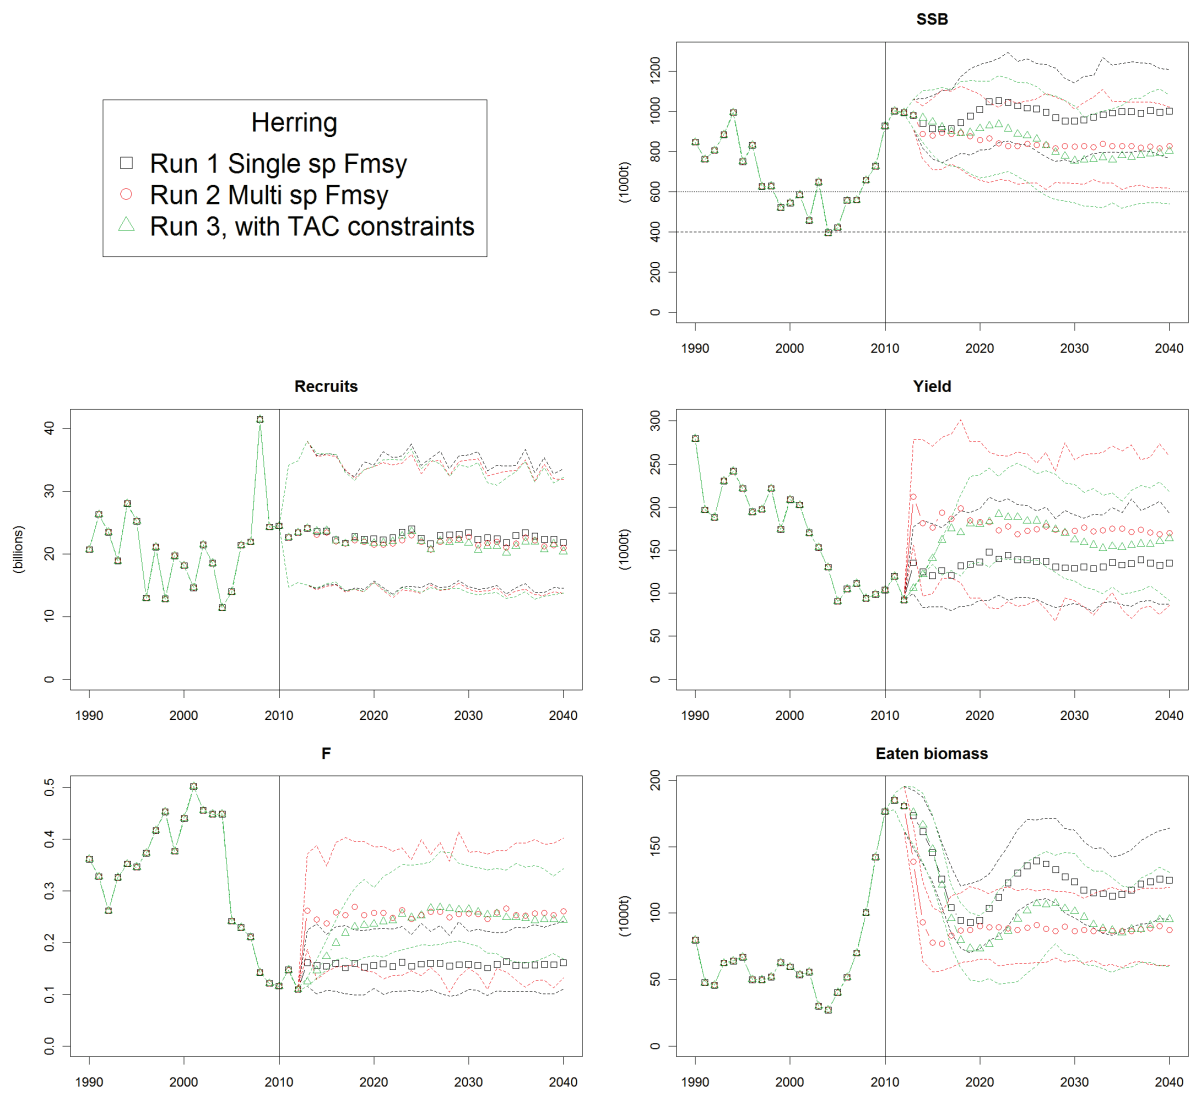 SSB
Herring
Run 1 Single sp Fmsy
Run 2 Multi sp Fmsy
Run 3, with TAC constraints
(1000t)
0 200 400 600 800 1000 1200
1990 2000 2010 2020 2030 2040
Recruits
(billions)
0 10 20 30 40
1990 2000 2010 2020 2030 2040
Yield
(1000t)
0 50 100 150 200 250 300
1990 2000 2010 2020 2030 2040
F
0.0 0.1 0.2 0.3 0.4 0.5
1990 2000 2010 2020 2030 2040
Eaten biomass
(1000t)
0 50 100 150 200
1990 2000 2010 2020 2030 2040